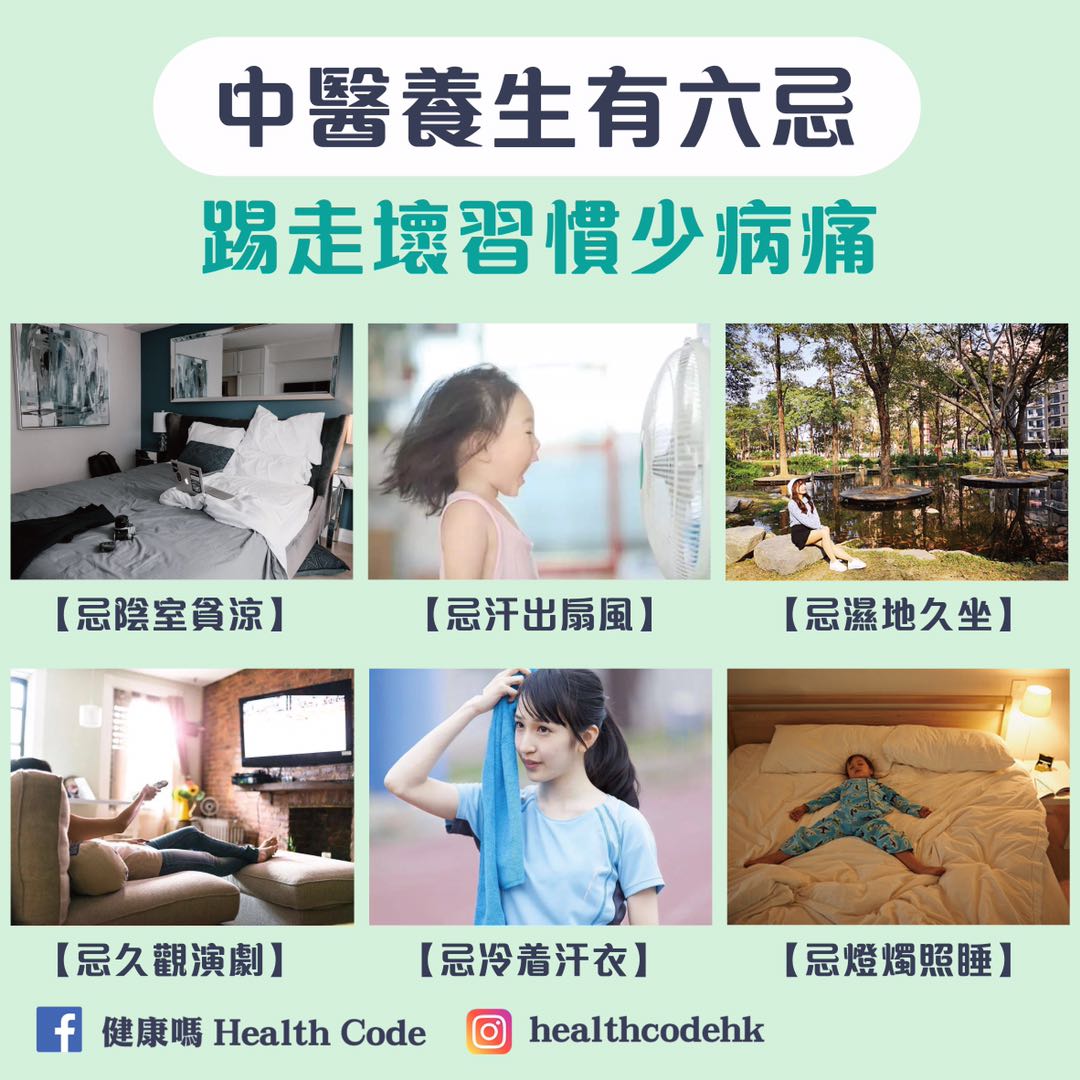 中醫養生有六忌
踢走壞習慣少病痛
【忌陰室貪涼】
【忌汗出扇風】
【忌濕地久坐】
【忌久觀演劇】
【忌冷着汗衣】
【忌燈燭照睡】
健康嗎 Health Code
healthcodehk